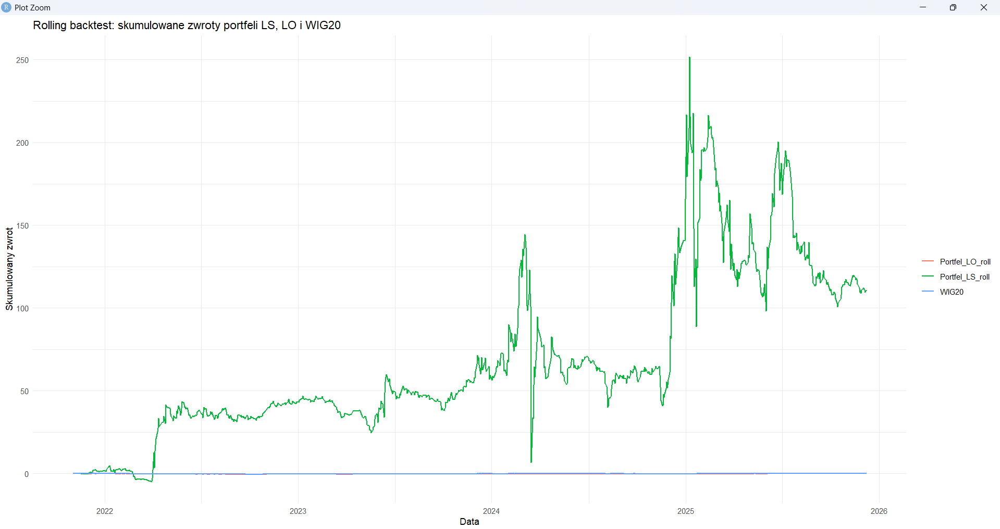 R Plot Zoom
Rolling backtest: skumulowane zwroty portfeli LS, LO i WIG20
Skumulowany zwrot
250
200
150
100
50
0
2022 2023 2024 2025 2026
Data
Portfel_LO_roll
Portfel_LS_roll
WIG20